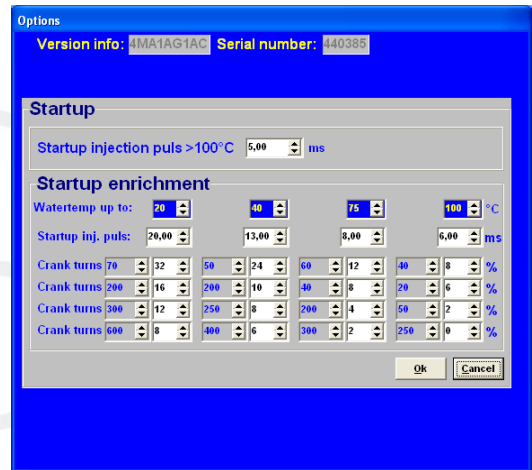 Options
Version info: 4MA1AG1AC Serial number: 440385
Startup
Startup injection puls >100°C 5,00 ms
Startup enrichment
Watertemp up to: 20 40 75 100 °C
Startup inj. puls: 20,00 13,00 8,00 6,00 ms
Crank turns 70 32 50 24 60 12 40 8 %
Crank turns 200 16 200 10 40 8 20 6 %
Crank turns 300 12 250 8 200 4 50 2 %
Crank turns 600 8 400 6 300 2 250 0 %
Ok Cancel